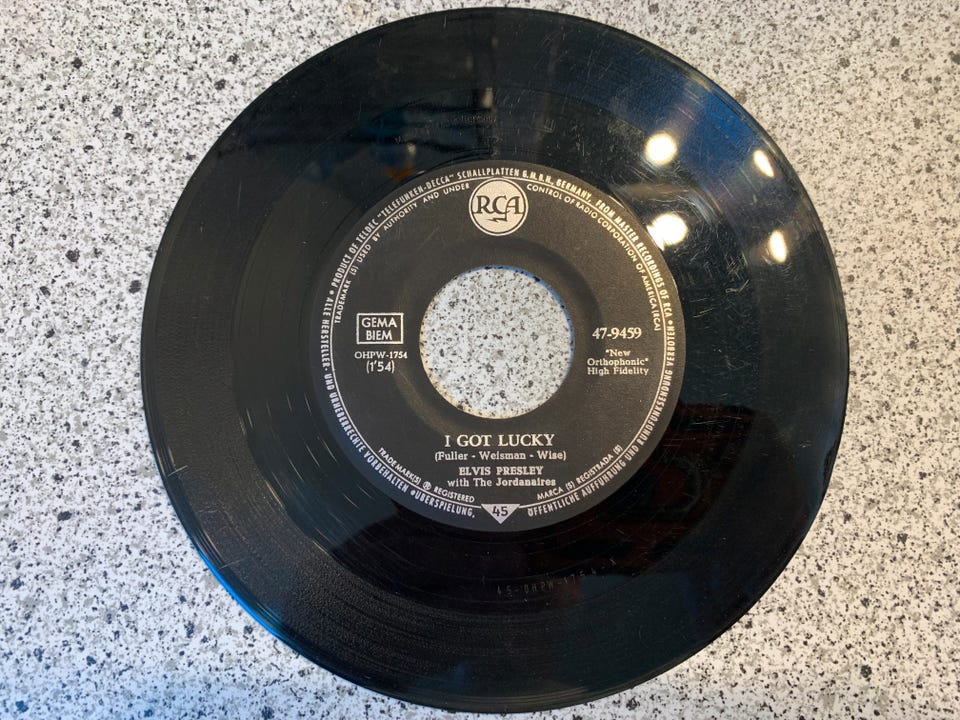 PRODUCT OF TELDEC "TELEFUNKEN-DECCA" SCHALLPLATTEN G.M.B.H., GERMANY, FROM MASTER RECORDINGS OF RCA •
TRADEMARK (S) USED BY AUTHORITY AND UNDER CONTROL OF RADIO CORPORATION OF AMERICA (RCA)
RCA
GEMA
BIEM
OHPW-1754
(1'54)
47-9459
"New
Orthophonic"
High Fidelity
I GOT LUCKY
(Fuller - Weisman - Wise)
ELVIS PRESLEY
with The Jordanaires
TRADEMARK(S) ® REGISTERED
MARCA (S) REGISTRADA (S)
45
• ALLE HERSTELLER- UND URHEBERRECHTE VORBEHALTEN • ÜBERSPIELUNG, ÖFFENTLICHE AUFFÜHRUNG UND RUNDFUNKSENDUNG VERBOTEN
45-OHPW-1754-